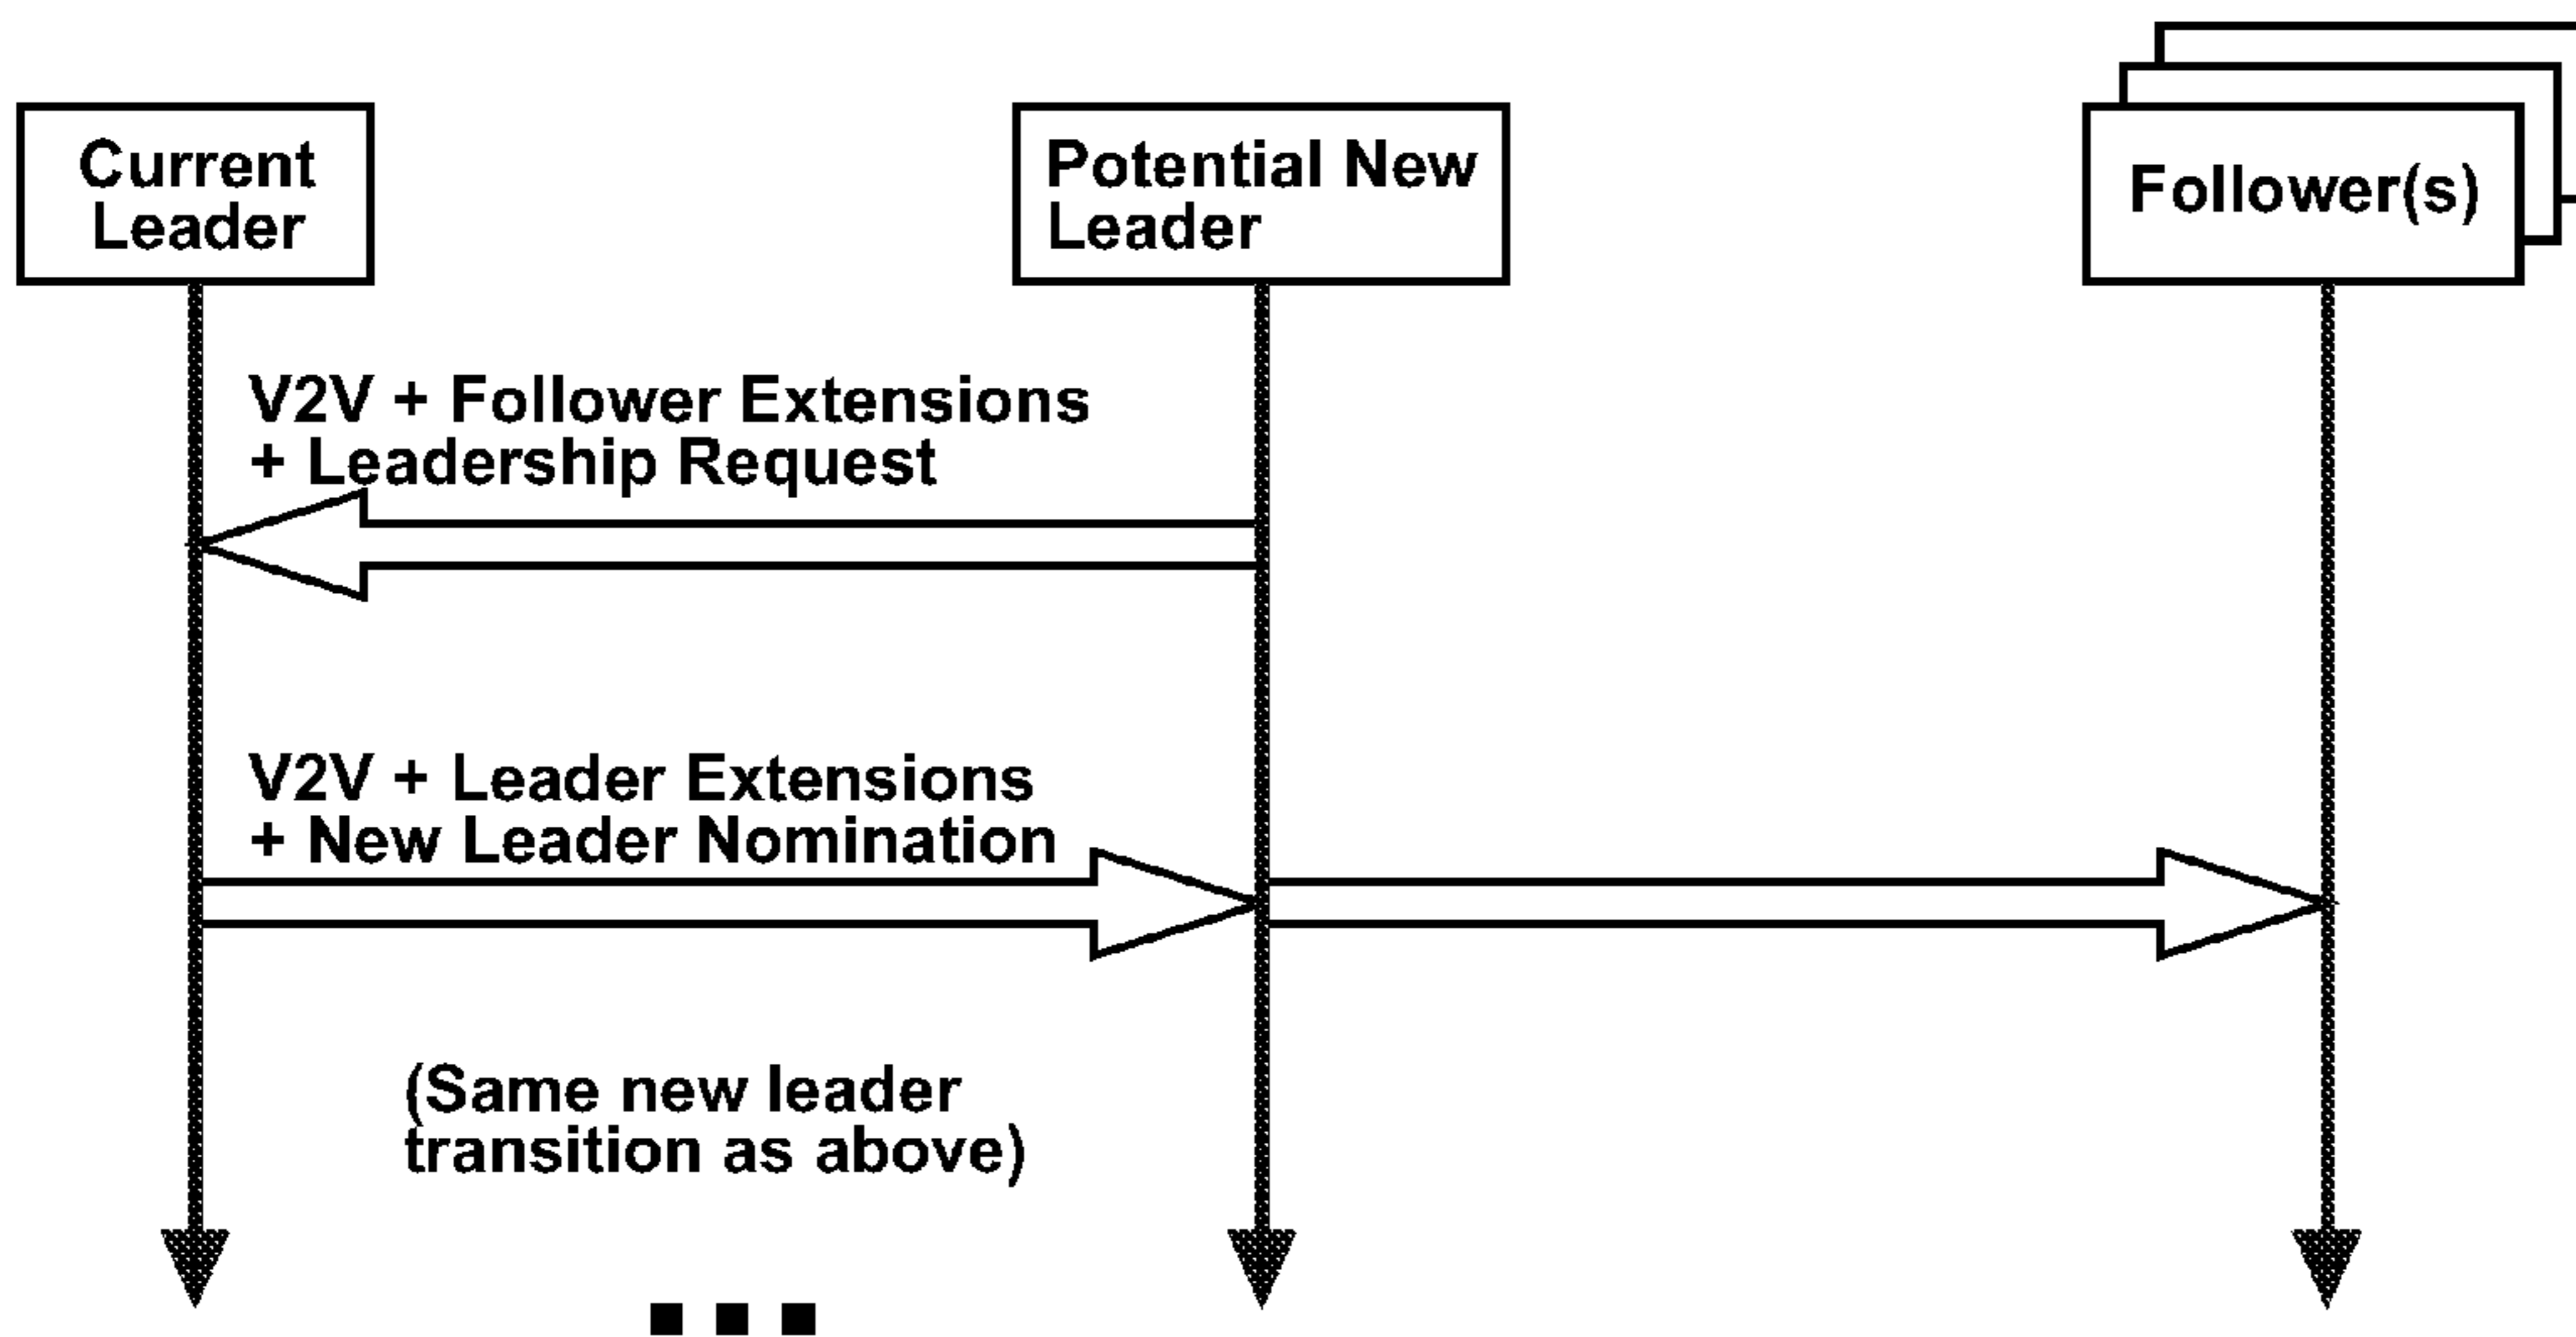 Current
Leader
Potential New
Leader
Follower(s)
V2V + Follower Extensions
+ Leadership Request
V2V + Leader Extensions
+ New Leader Nomination
(Same new leader
transition as above)